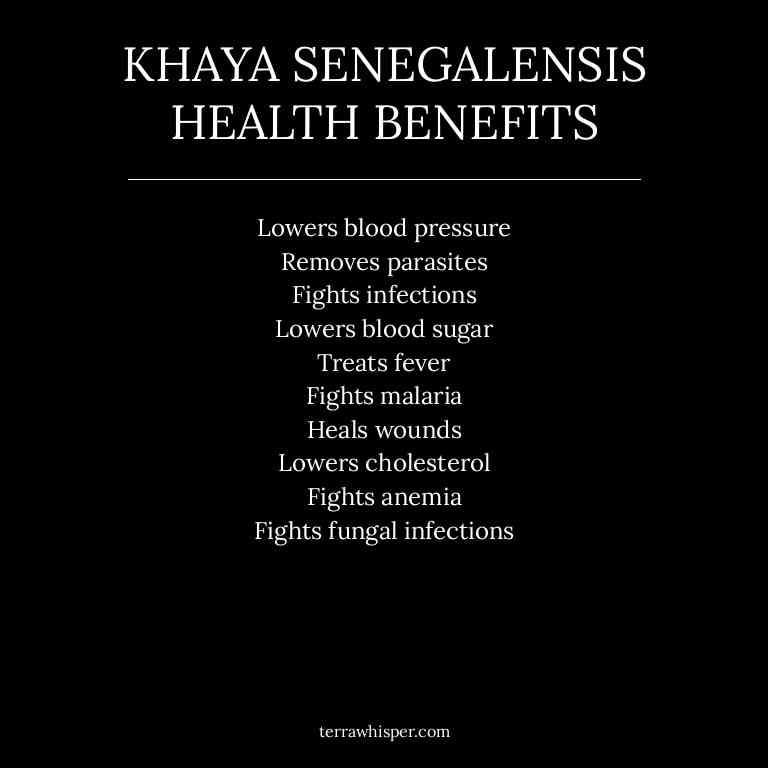 KHAYA SENEGALENSIS
HEALTH BENEFITS
Lowers blood pressure
Removes parasites
Fights infections
Lowers blood sugar
Treats fever
Fights malaria
Heals wounds
Lowers cholesterol
Fights anemia
Fights fungal infections
terrawhisper.com